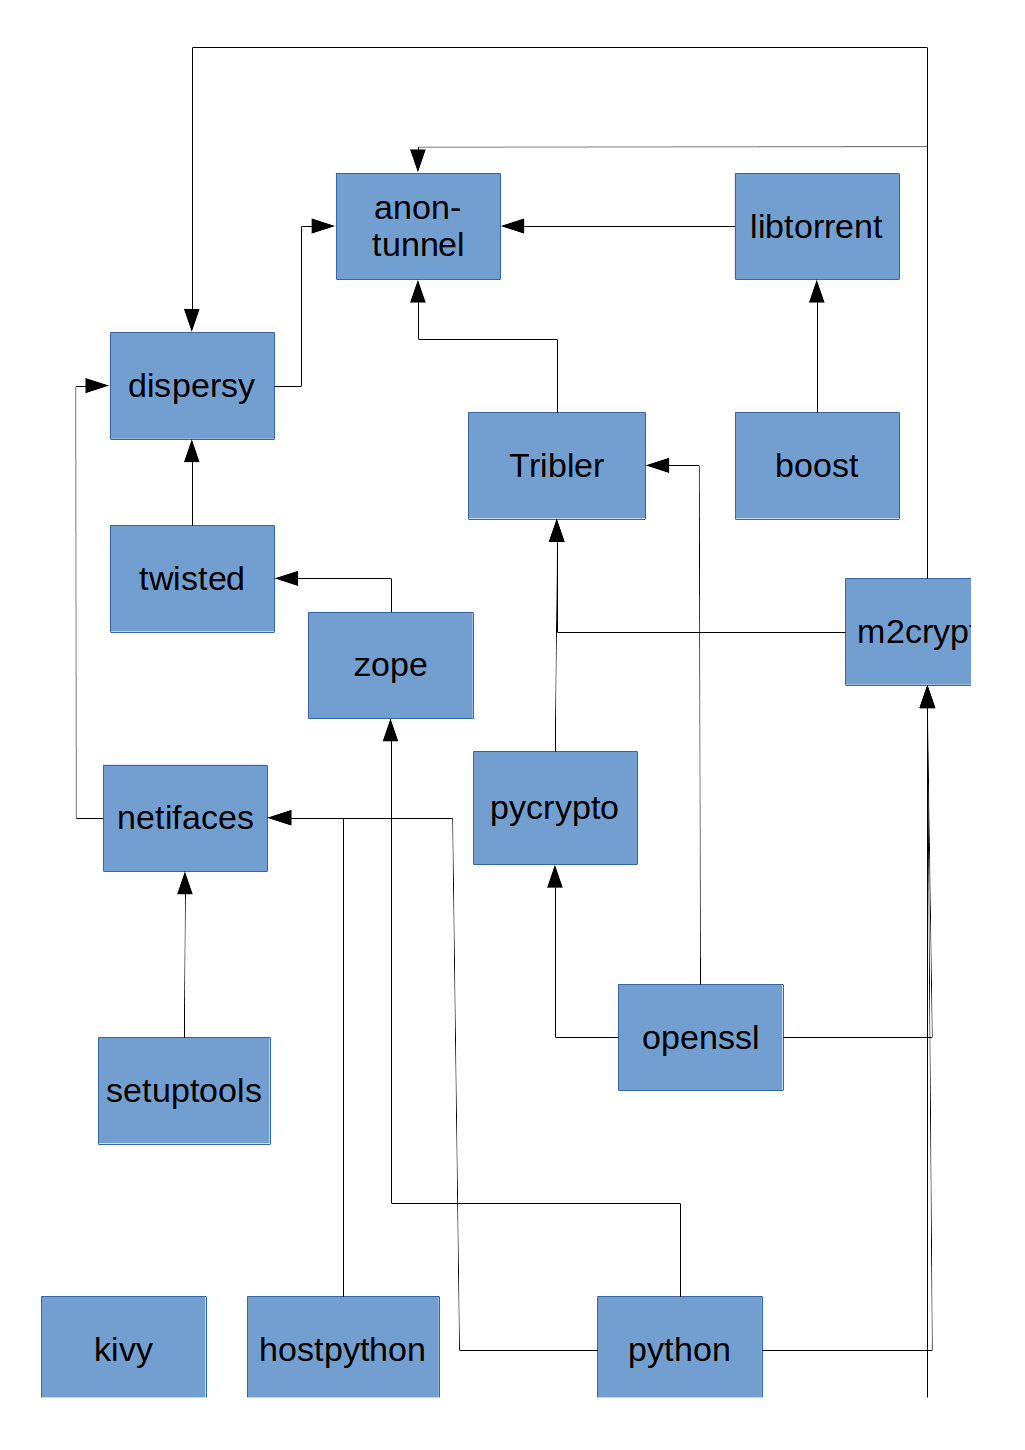 anon-
tunnel
libtorrent
dispersy
Tribler
boost
twisted
m2cryp
zope
netifaces
pycrypto
openssl
setuptools
kivy
hostpython
python